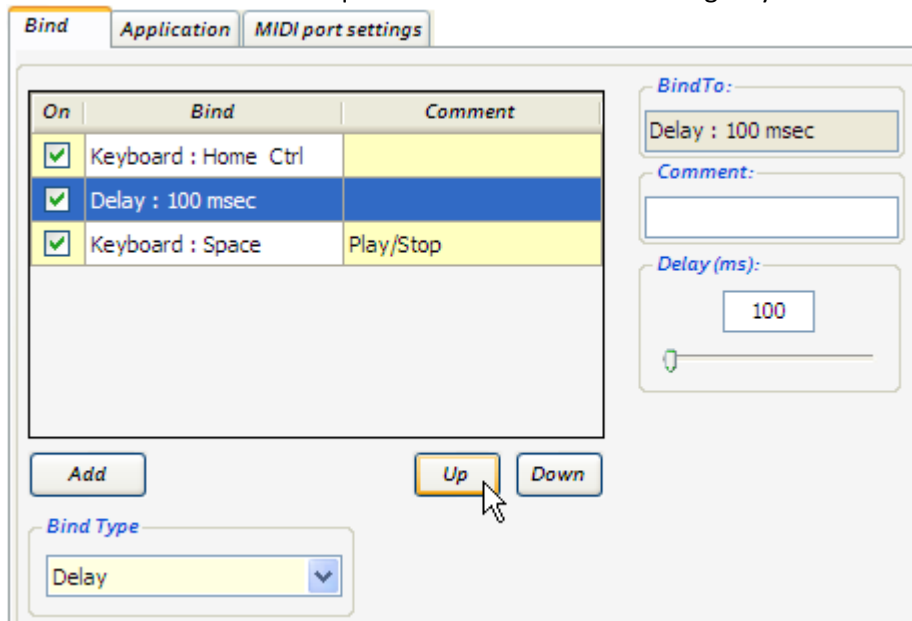 Bind Application MIDI port settings
On Bind Comment
Keyboard : Home Ctrl
Delay : 100 msec
Keyboard : Space Play/Stop
Add Up Down
Bind Type
Delay
BindTo:
Delay : 100 msec
Comment:
Delay (ms):
100